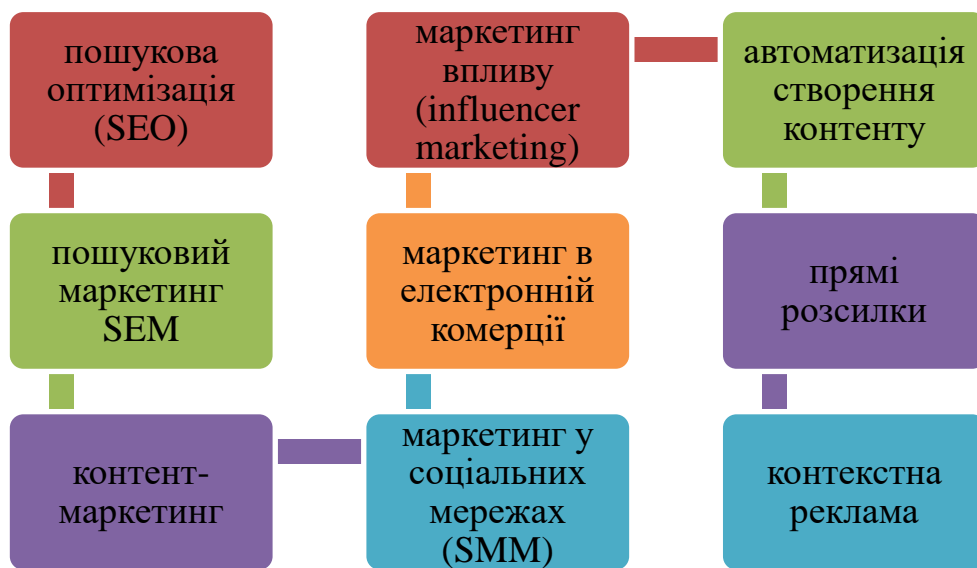 пошукова
оптимізація
(SEO)
пошуковий
маркетинг
SEM
контент-
маркетинг
маркетинг у
соціальних
мережах
(SMM)
маркетинг в
електронній
комерції
маркетинг
впливу
(influencer
marketing)
автоматизація
створення
контенту
прямі
розсилки
контекстна
реклама